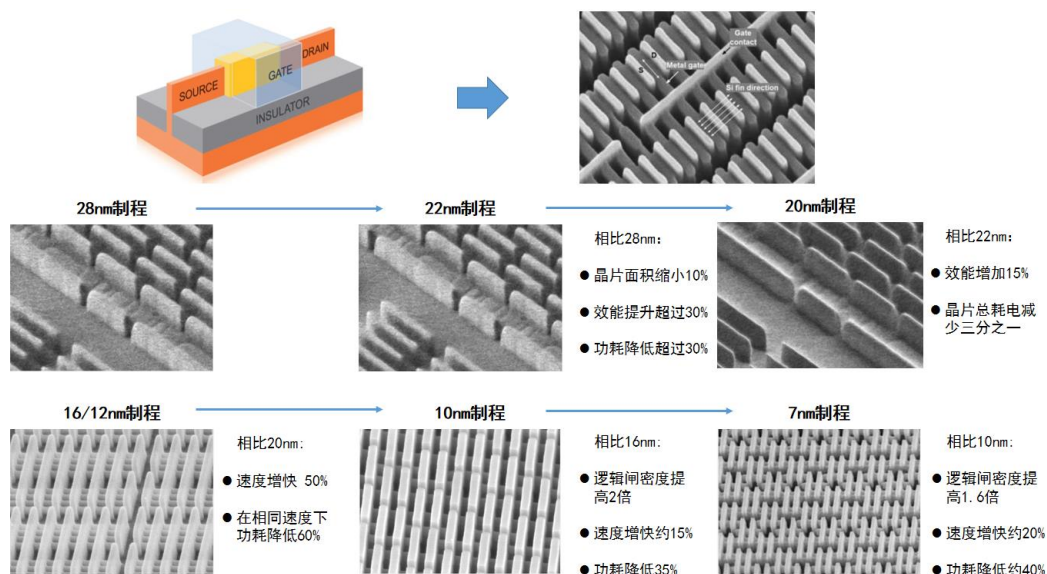 SOURCE
GATE
DRAIN
INSULATOR
Gate
contact
D
S
Metal gate
Si fin direction
28nm制程
22nm制程
20nm制程
相比28nm：
● 晶片面积缩小10%
● 效能提升超过30%
● 功耗降低超过30%
相比22nm：
● 效能增加15%
● 晶片总耗电减
少三分之一
16/12nm制程
10nm制程
7nm制程
相比20nm:
● 速度增快 50%
● 在相同速度下
功耗降低60%
相比16nm:
● 逻辑闸密度提
高2倍
● 速度增快约15%
● 功耗降低35%
相比10nm:
● 逻辑闸密度提
高1.6倍
● 速度增快约20%
● 功耗降低约40%